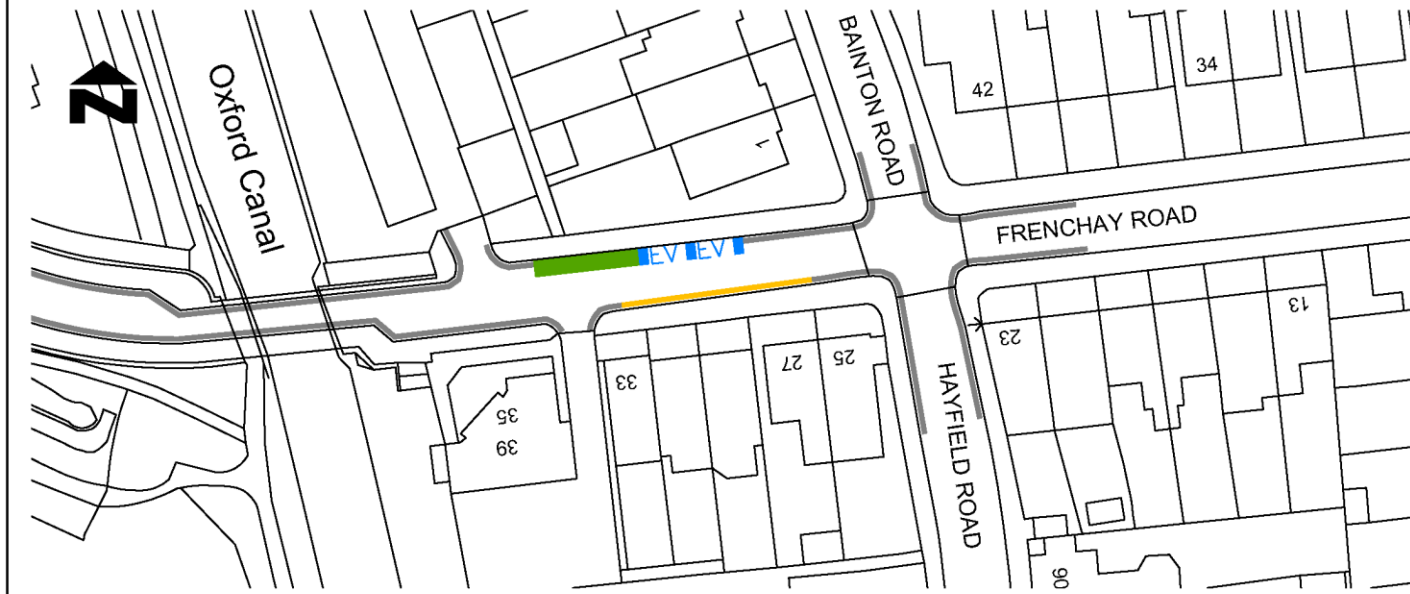 N
Oxford Canal
BAINTON ROAD
42
34
1
EV EV
FRENCHAY ROAD
33
27
25
35
39
23
13
HAYFIELD ROAD
90